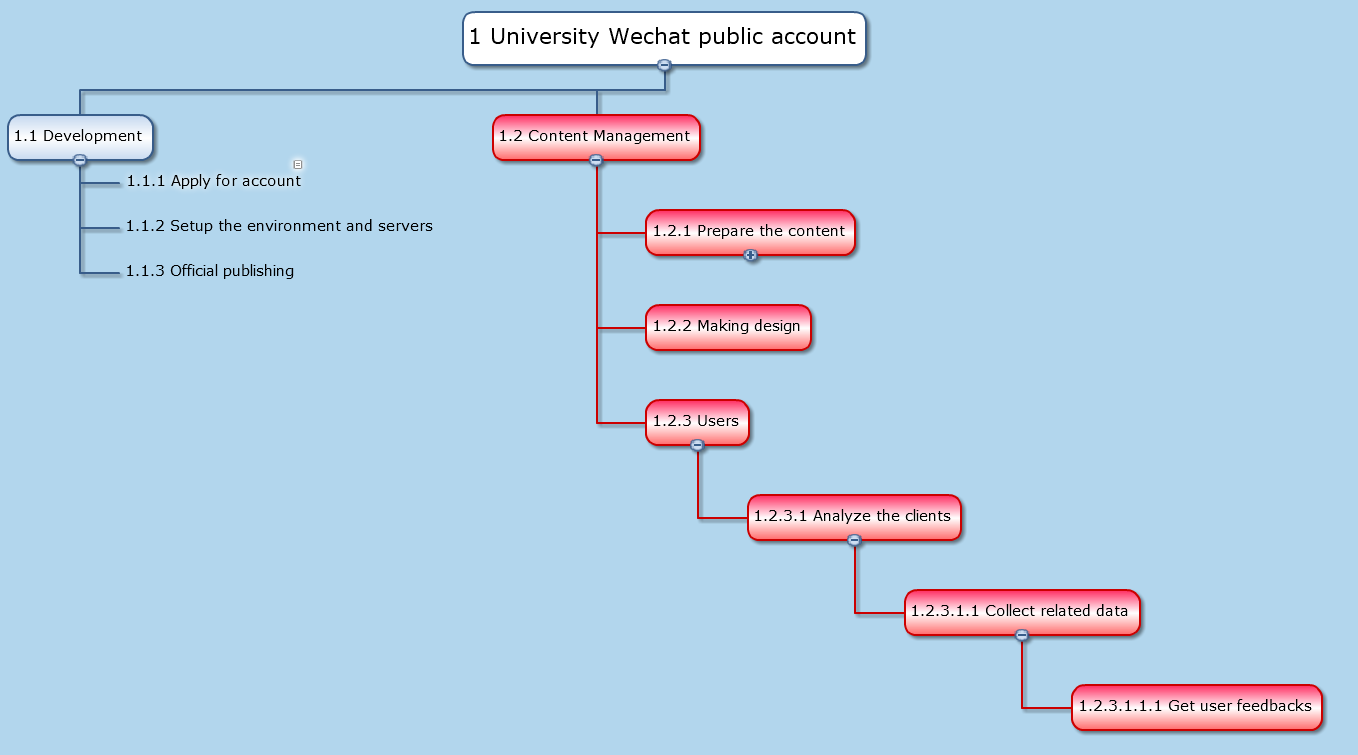 1 University Wechat public account
1.1 Development
1.1.1 Apply for account
1.1.2 Setup the environment and servers
1.1.3 Official publishing
1.2 Content Management
1.2.1 Prepare the content
1.2.2 Making design
1.2.3 Users
1.2.3.1 Analyze the clients
1.2.3.1.1 Collect related data
1.2.3.1.1.1 Get user feedbacks